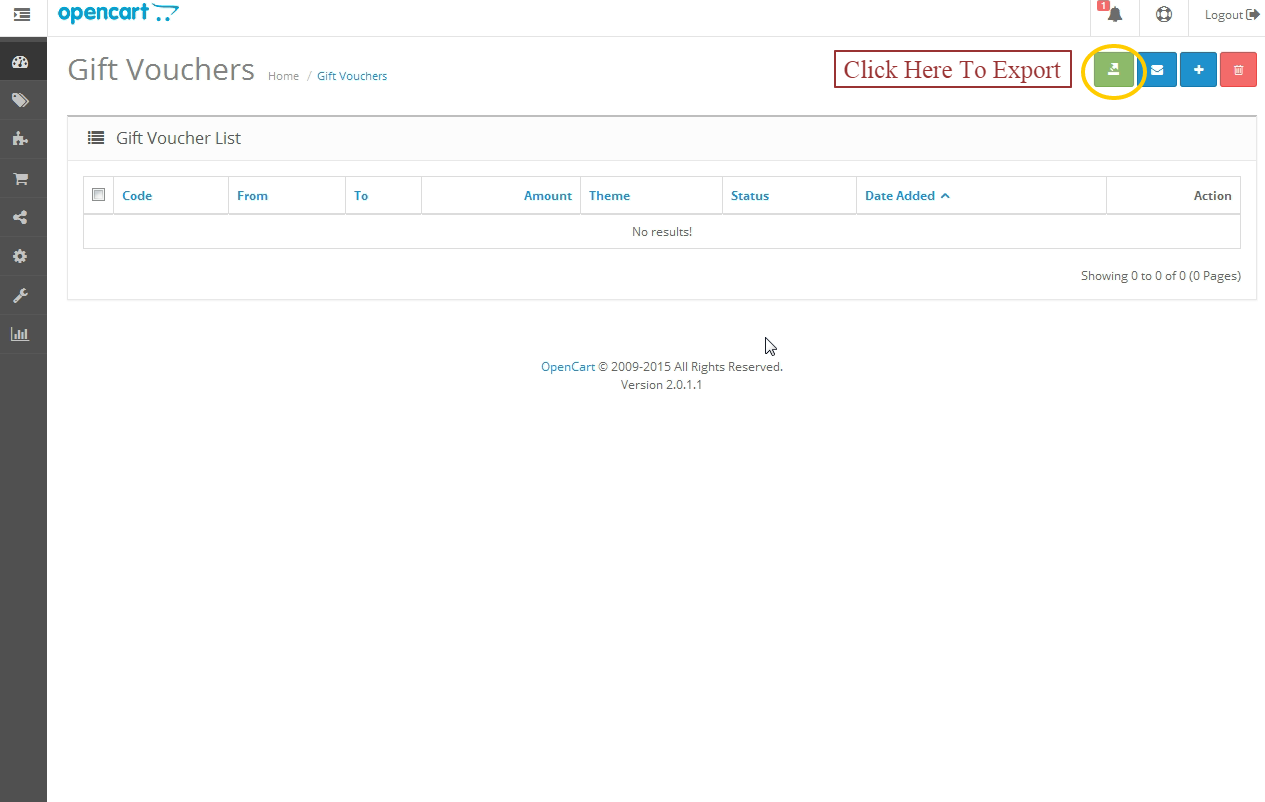 opencart
1
Logout
Gift Vouchers
Home / Gift Vouchers
Click Here To Export
Gift Voucher List
Code From To Amount Theme Status Date Added Action
No results!
Showing 0 to 0 of 0 (0 Pages)
OpenCart © 2009-2015 All Rights Reserved.
Version 2.0.1.1